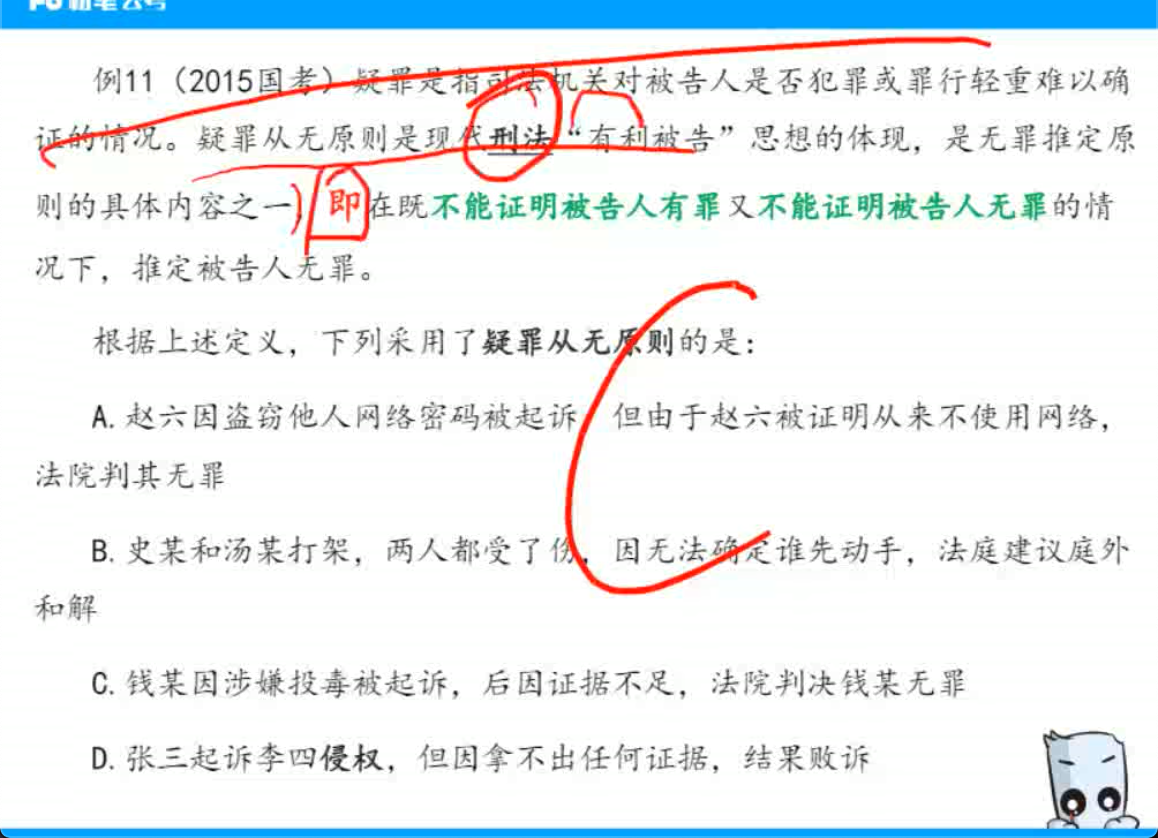 例11（2015国考）疑罪是指司法机关对被告人是否犯罪或罪行轻重难以确
证的情况。疑罪从无原则是现代刑法“有利被告”思想的体现，是无罪推定原
则的具体内容之一，即在既不能证明被告人有罪又不能证明被告人无罪的情
况下，推定被告人无罪。
根据上述定义，下列采用了疑罪从无原则的是：
A. 赵六因盗窃他人网络密码被起诉，但由于赵六被证明从来不使用网络，
法院判其无罪
B. 史某和汤某打架，两人都受了伤，因无法确定谁先动手，法庭建议庭外
和解
C. 钱某因涉嫌投毒被起诉，后因证据不足，法院判决钱某无罪
D. 张三起诉李四侵权，但因拿不出任何证据，结果败诉